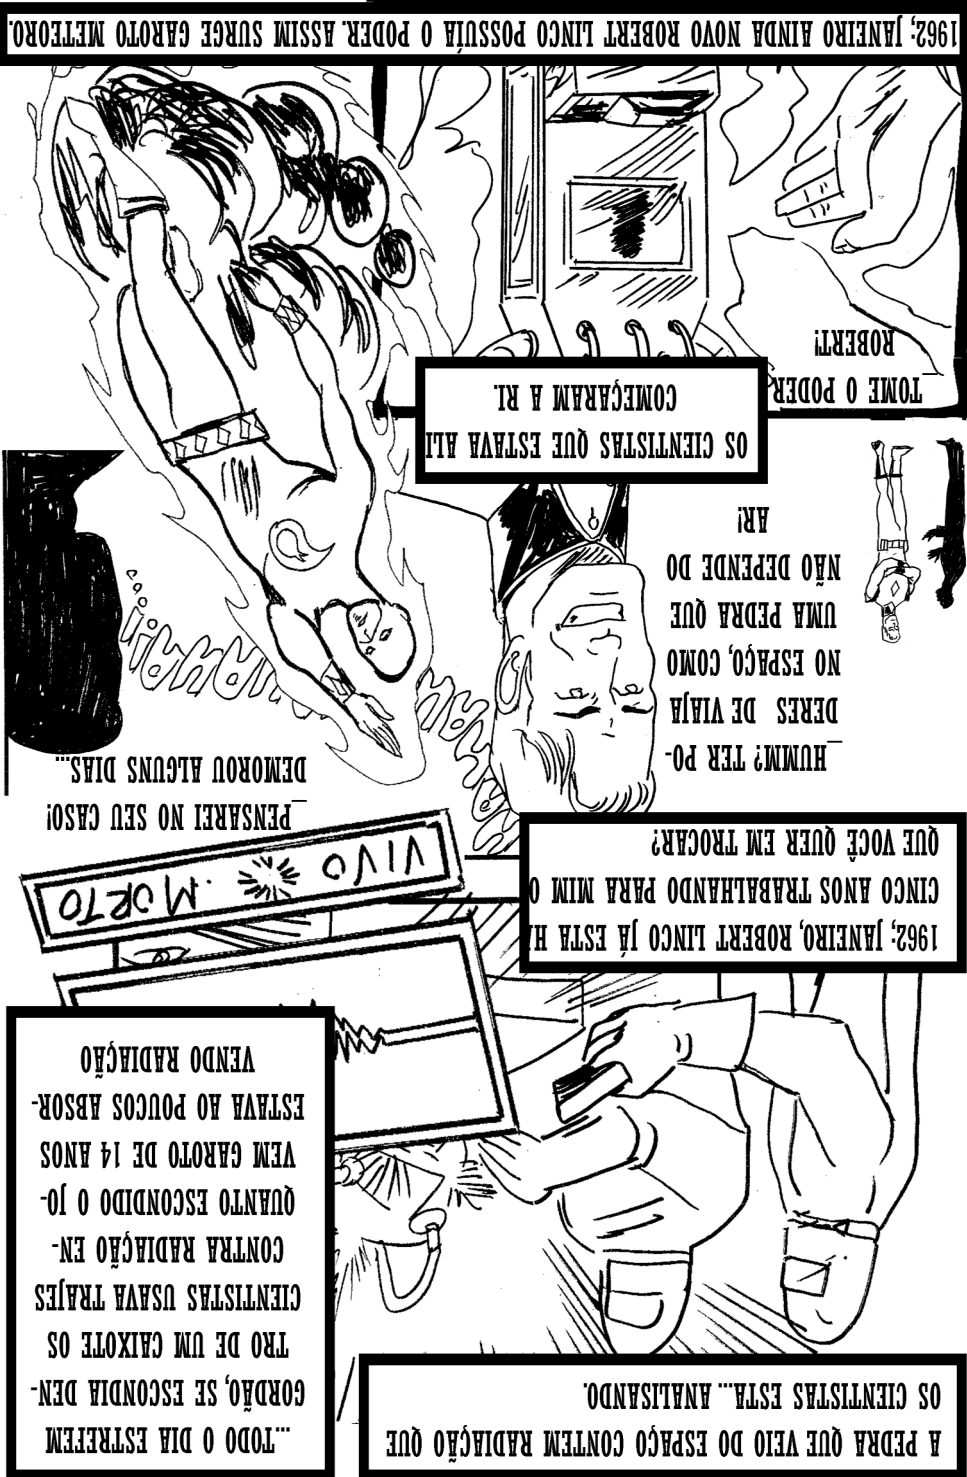 A PEDRA QUE VEIO DO ESPAÇO CONTEM RADIAÇÃO QUE
OS CIENTISTAS ESTA... ANALISANDO.
...TODO O DIA ESTREFEM
GORDÃO, SE ESCONDIA DEN-
TRO DE UM CAIXOTE OS
CIENTISTAS USAVA TRAJES
CONTRA RADIAÇÃO EN-
QUANTO ESCONDIDO O JO-
VEM GAROTO DE 14 ANOS
ESTAVA AO POUCOS ABSOR-
VENDO RADIAÇÃO
1962; JANEIRO, ROBERT LINCO JÁ ESTA HÁ
CINCO ANOS TRABALHANDO PARA MIM O
QUE VOCÊ QUER EM TROCAR?
VIVO . MORTO
_HUMM? TER PO-
DERES DE VIAJA
NO ESPAÇO, COMO
UMA PEDRA QUE
NÃO DEPENDE DO
AR!
_PENSAREI NO SEU CASO!
DEMOROU ALGUNS DIAS...
OS CIENTISTAS QUE ESTAVA ALI
COMEÇARAM A RI.
_TOME O PODER
ROBERT!
1962; JANEIRO AINDA NOVO ROBERT LINCO POSSUÍA O PODER. ASSIM SURGE GAROTO METEORO.